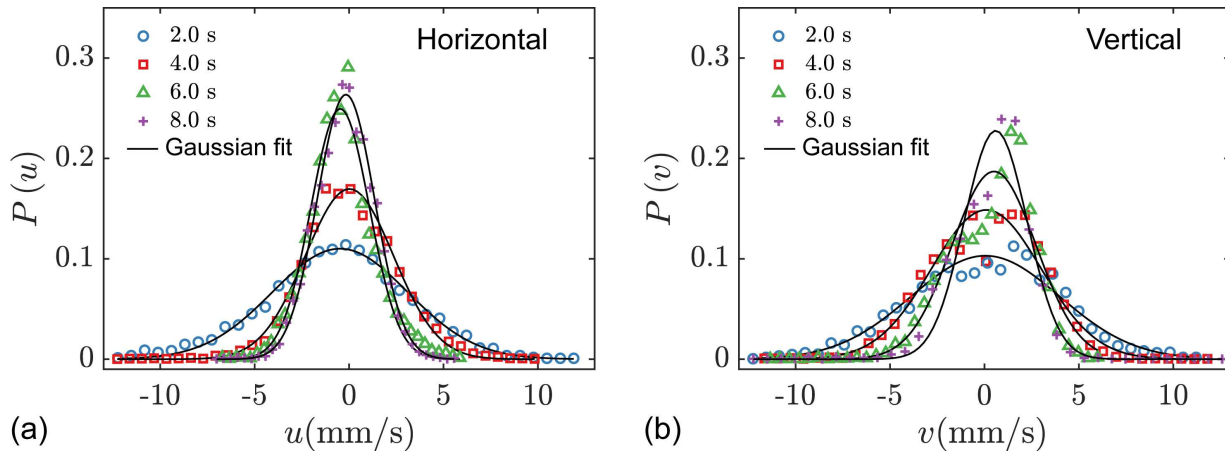 Horizontal
2.0 s
4.0 s
6.0 s
8.0 s
Gaussian fit
0.3
0.2
0.1
0
P (u)
-10
-5
0
5
10
u(mm/s)
(a)
Vertical
2.0 s
4.0 s
6.0 s
8.0 s
Gaussian fit
0.3
0.2
0.1
0
P (v)
-10
-5
0
5
10
v(mm/s)
(b)